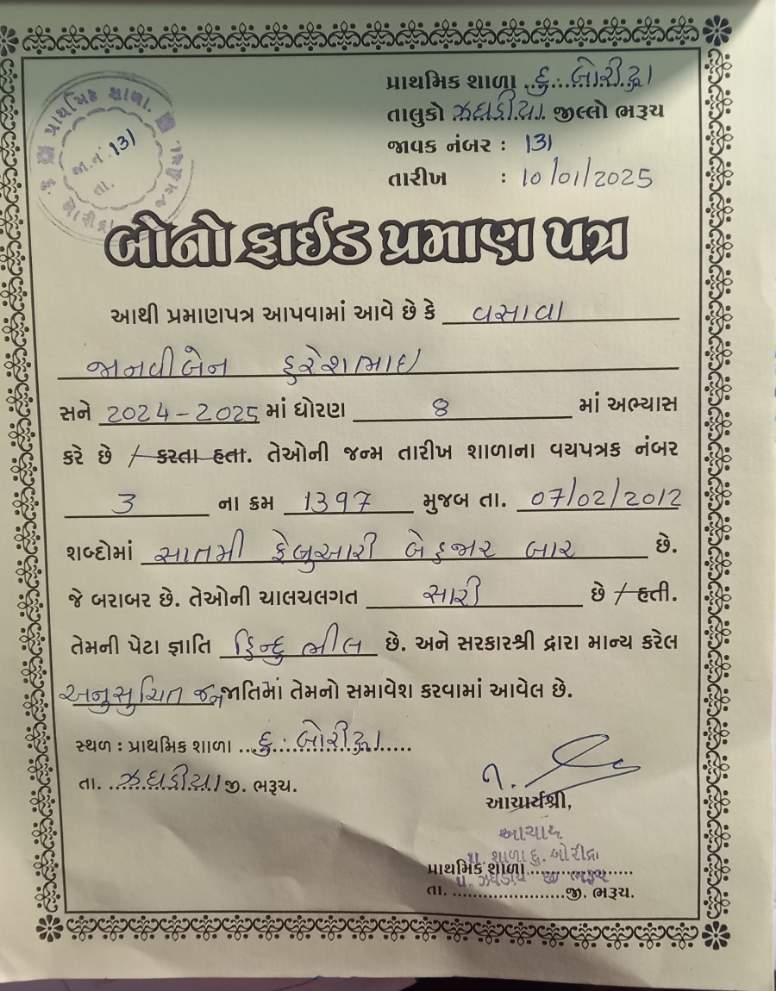 પ્રાથમિક શાળા દુ. બોરીદ્રા
તાલુકો ઝઘડીયા જીલ્લો ભરૂચ
જાવક નંબર : 131
તારીખ : 10/01/2025
પ્રાથમિક શાળા.
જા.નં. 131
તા.
બોનોફાઈડ પ્રમાણ પત્ર
આથી પ્રમાણપત્ર આપવામાં આવે છે કે વસાવા
જાનવીબેન સુરેશભાઇ
સને 2024-2025 માં ધોરણ 8 માં અભ્યાસ
કરે છે / કરતા હતા. તેઓની જન્મ તારીખ શાળાના વયપત્રક નંબર
3 ના ક્રમ 1397 મુજબ તા. 07/02/2012
શબ્દોમાં સાતમી ફેબ્રુઆરી બે હજાર બાર છે.
જે બરાબર છે. તેઓની ચાલચલગત સારી છે / હતી.
તેમની પેટા જ્ઞાતિ હિન્દુ ભીલ છે. અને સરકારશ્રી દ્વારા માન્ય કરેલ
અનુસુચિત જનજાતિમાં તેમનો સમાવેશ કરવામાં આવેલ છે.
સ્થળ : પ્રાથમિક શાળા દુ. બોરીદ્રા
તા. ઝઘડીયા જી. ભરૂચ.
આચાર્યશ્રી,
આચાર્ય
પ્ર. શાળા દુ. બોરીદ્રા
પ્રાથમિક શાળા
તા. જી. ભરૂચ.